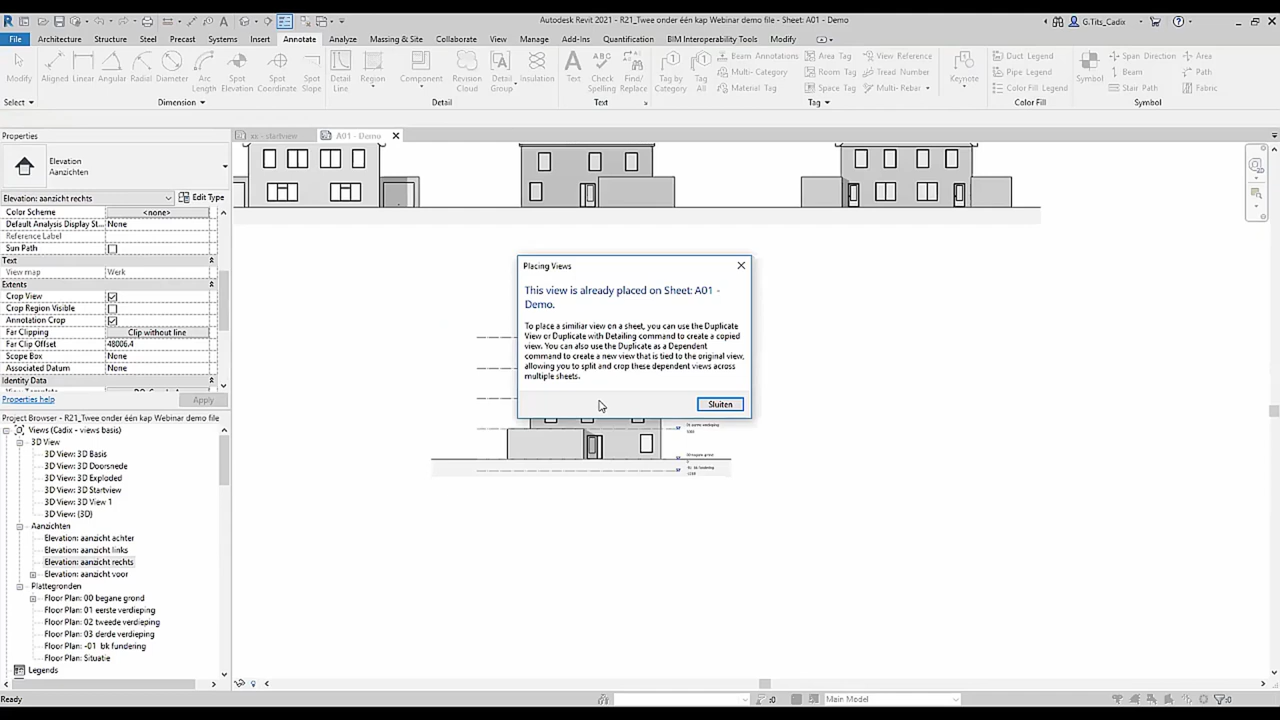 Autodesk Revit 2021 - R21_Twee onder één kap Webinar demo file - Sheet: A01 - Demo
G.Tits_Cadix
File Architecture Structure Steel Precast Systems Insert Annotate Analyze Massing & Site Collaborate View Manage Add-Ins Quantification BIM Interoperability Tools Modify
Modify
Aligned Linear Angular Radial Diameter Arc Length Spot Elevation Spot Coordinate Spot Slope
Detail Line Region Component Revision Cloud Detail Group Insulation
Text Check Spelling Find/ Replace
Tag by Category Tag All
Beam Annotations Area Tag View Reference
Multi- Category Room Tag Tread Number
Material Tag Space Tag Multi- Rebar
Keynote
Duct Legend
Pipe Legend
Color Fill Legend
Symbol
Span Direction Area
Beam Path
Stair Path Fabric
Select Dimension Detail Text Tag Color Fill Symbol
Properties
xx - startview A01 - Demo
Elevation
Aanzichten
Elevation: aanzicht rechts Edit Type
Color Scheme <none>
Default Analysis Display St... None
Reference Label
Sun Path
Text
View map Werk
Extents
Crop View
Crop Region Visible
Annotation Crop
Far Clipping Clip without line
Far Clip Offset 48006.4
Scope Box None
Associated Datum None
Identity Data
Properties help Apply
Project Browser - R21_Twee onder één kap Webinar demo file
Views (Cadix - views basis)
3D View
3D View: 3D Basis
3D View: 3D Doorsnede
3D View: 3D Exploded
3D View: 3D Startview
3D View: 3D View 1
3D View: {3D}
Aanzichten
Elevation: aanzicht achter
Elevation: aanzicht links
Elevation: aanzicht rechts
Elevation: aanzicht voor
Plattegronden
Floor Plan: 00 begane grond
Floor Plan: 01 eerste verdieping
Floor Plan: 02 tweede verdieping
Floor Plan: 03 derde verdieping
Floor Plan: -01 bk fundering
Floor Plan: Situatie
Legends
Placing Views
This view is already placed on Sheet: A01 -
Demo.
To place a similiar view on a sheet, you can use the Duplicate
View or Duplicate with Detailing command to create a copied
view. You can also use the Duplicate as a Dependent
command to create a new view that is tied to the original view,
allowing you to split and crop these dependent views across
multiple sheets.
Sluiten
Ready
:0
Main Model
:0